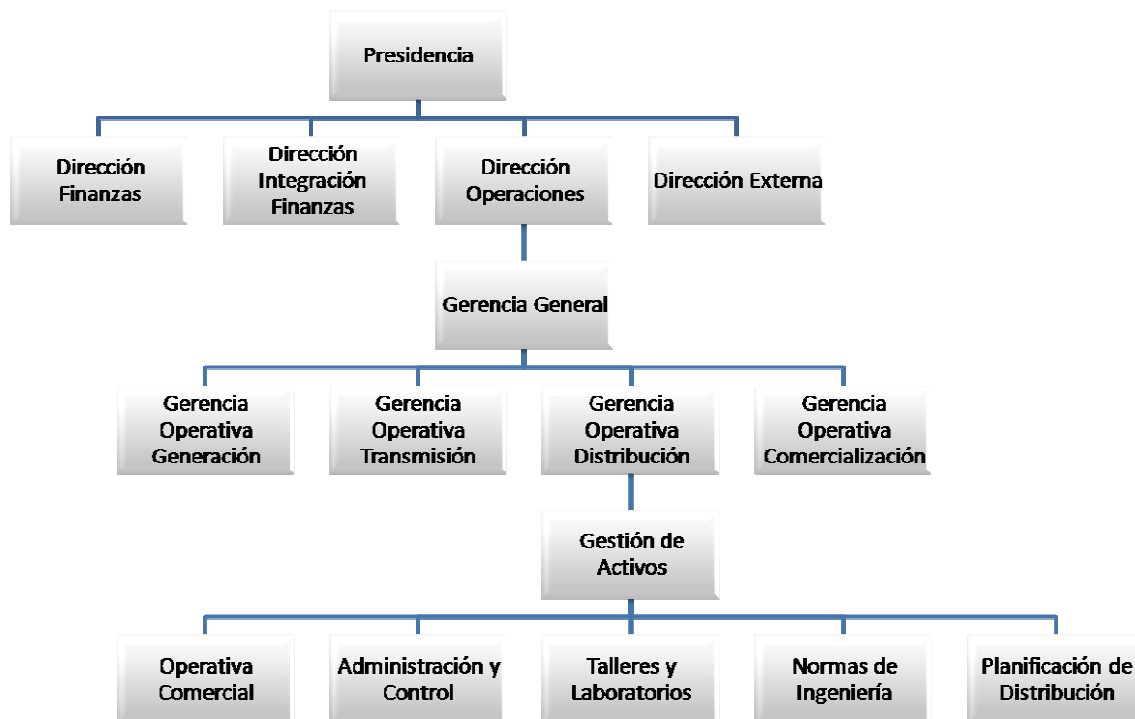 Presidencia
Dirección
Finanzas
Dirección
Integración
Finanzas
Dirección
Operaciones
Dirección Externa
Gerencia General
Gerencia
Operativa
Generación
Gerencia
Operativa
Transmisión
Gerencia
Operativa
Distribución
Gerencia
Operativa
Comercialización
Gestión de
Activos
Operativa
Comercial
Administración y
Control
Talleres y
Laboratorios
Normas de
Ingeniería
Planificación de
Distribución